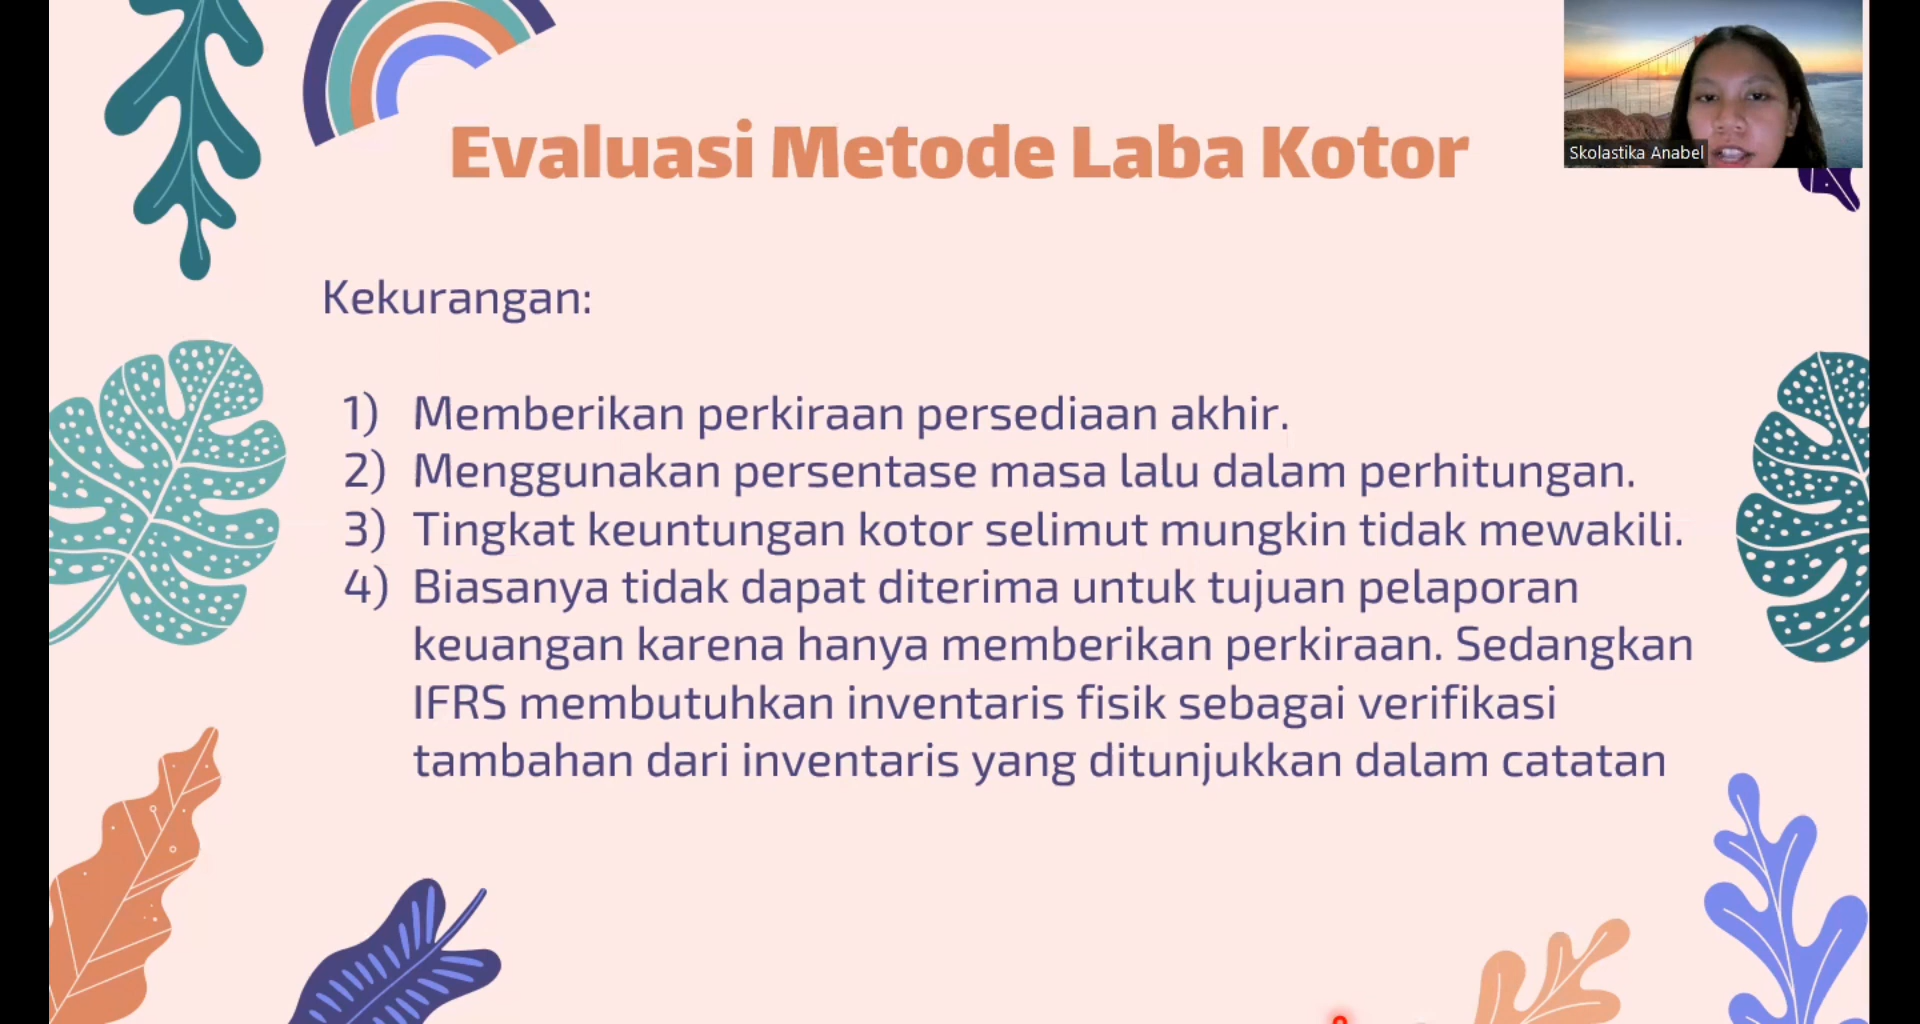 Evaluasi Metode Laba Kotor
Skolastika Anabel
Kekurangan:
1) Memberikan perkiraan persediaan akhir.
2) Menggunakan persentase masa lalu dalam perhitungan.
3) Tingkat keuntungan kotor selimut mungkin tidak mewakili.
4) Biasanya tidak dapat diterima untuk tujuan pelaporan
keuangan karena hanya memberikan perkiraan. Sedangkan
IFRS membutuhkan inventaris fisik sebagai verifikasi
tambahan dari inventaris yang ditunjukkan dalam catatan